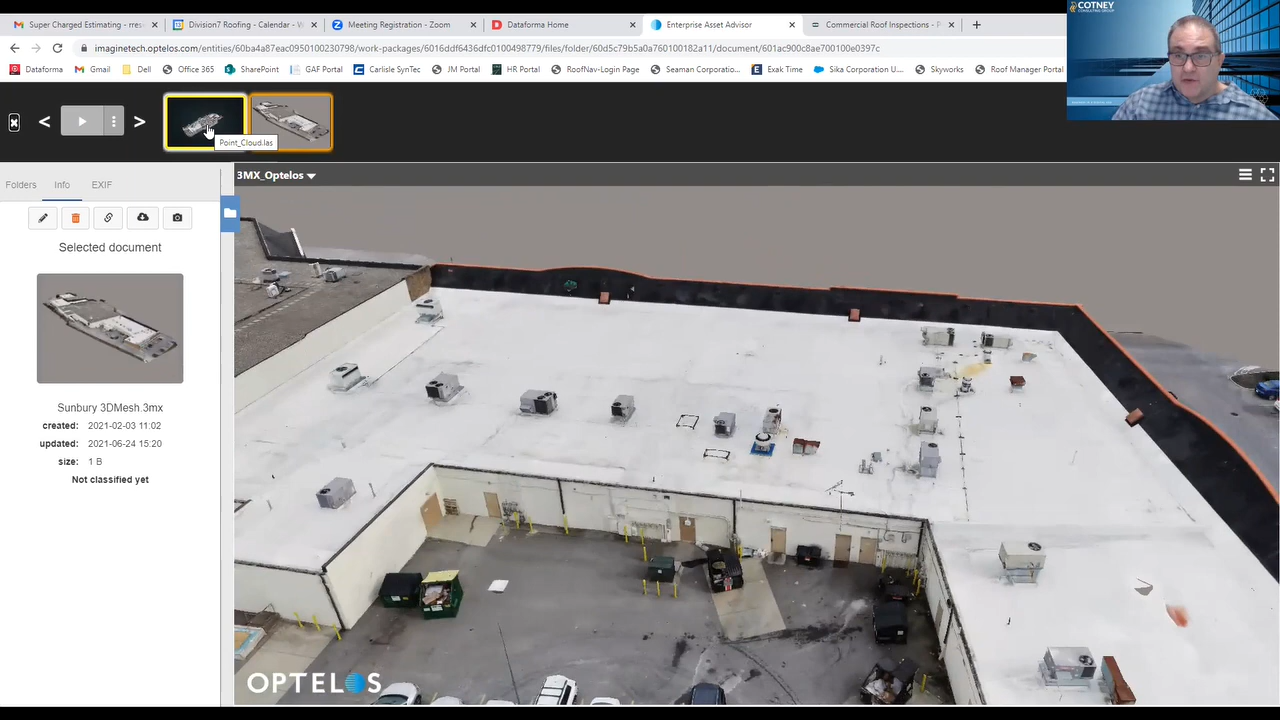 Super Charged Estimating - rres
Division7 Roofing - Calendar - W
Meeting Registration - Zoom
Dataforma Home
Enterprise Asset Advisor
Commercial Roof Inspections - P
imaginetech.optelos.com/entities/60ba4a87eac0950100230798/work-packages/6016ddf6436dfc0100498779/files/folder/60d5c79b5a0a760100182a11/document/601ac900c8ae700100e0397c
Dataforma
Gmail
Dell
Office 365
SharePoint
GAF Portal
Carlisle SynTec
JM Portal
HR Portal
RoofNav-Login Page
Seaman Corporatio...
Exak Time
Sika Corporation U...
Skyworks
Roof Manager Portal
COTNEY
CONSULTING GROUP
Point_Cloud.las
Folders
Info
EXIF
3MX_Optelos
Selected document
Sunbury 3DMesh.3mx
created: 2021-02-03 11:02
updated: 2021-06-24 15:20
size: 1 B
Not classified yet
OPTELOS